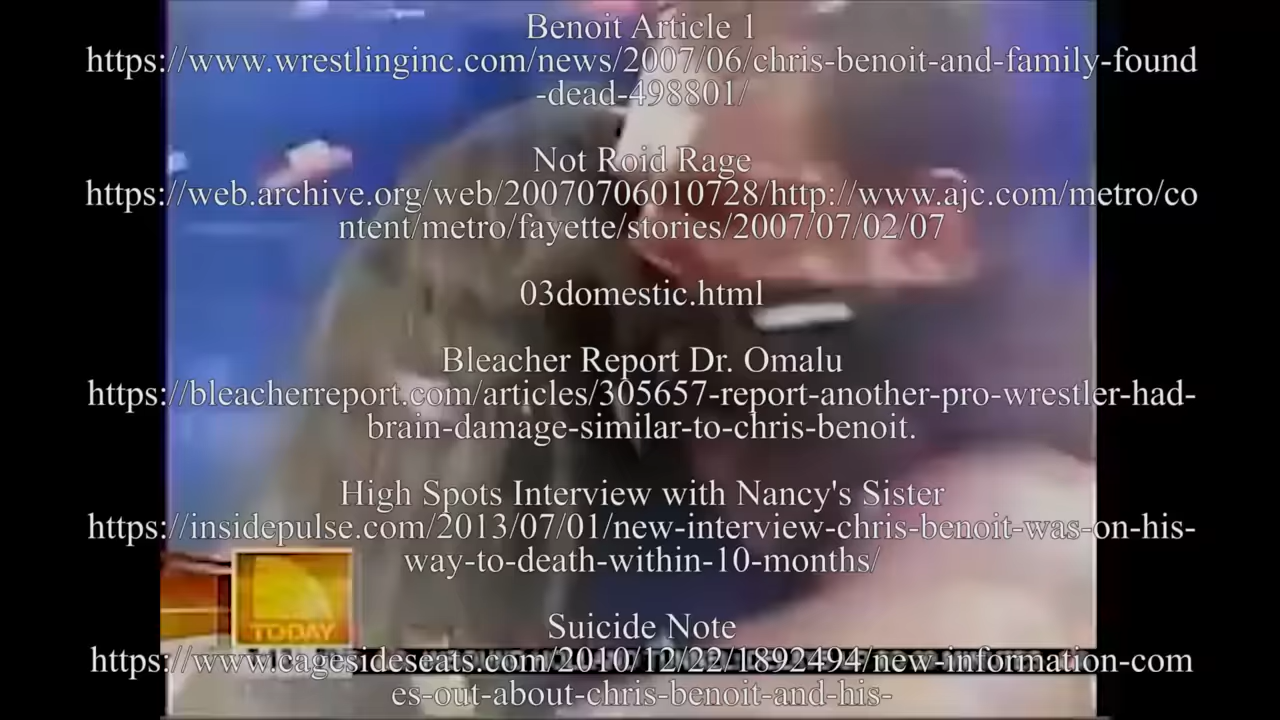 Benoit Article 1
https://www.wrestlinginc.com/news/2007/06/chris-benoit-and-family-found
-dead-498801/
Not Roid Rage
https://web.archive.org/web/20070706010728/http://www.ajc.com/metro/co
ntent/metro/fayette/stories/2007/07/02/07
03domestic.html
Bleacher Report Dr. Omalu
https://bleacherreport.com/articles/305657-report-another-pro-wrestler-had-
brain-damage-similar-to-chris-benoit.
High Spots Interview with Nancy's Sister
https://insidepulse.com/2013/07/01/new-interview-chris-benoit-was-on-his-
way-to-death-within-10-months/
TODAY
Suicide Note
https://www.cagesideseats.com/2010/12/22/1892494/new-information-com
es-out-about-chris-benoit-and-his-